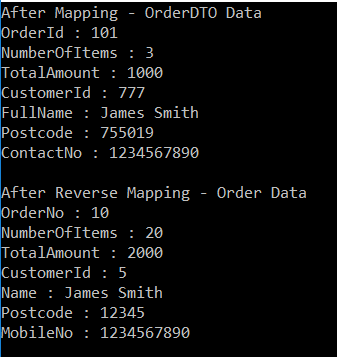 After Mapping - OrderDTO Data
OrderId : 101
NumberOfItems : 3
TotalAmount : 1000
CustomerId : 777
FullName : James Smith
Postcode : 755019
ContactNo : 1234567890

After Reverse Mapping - Order Data
OrderNo : 10
NumberOfItems : 20
TotalAmount : 2000
CustomerId : 5
Name : James Smith
Postcode : 12345
MobileNo : 1234567890